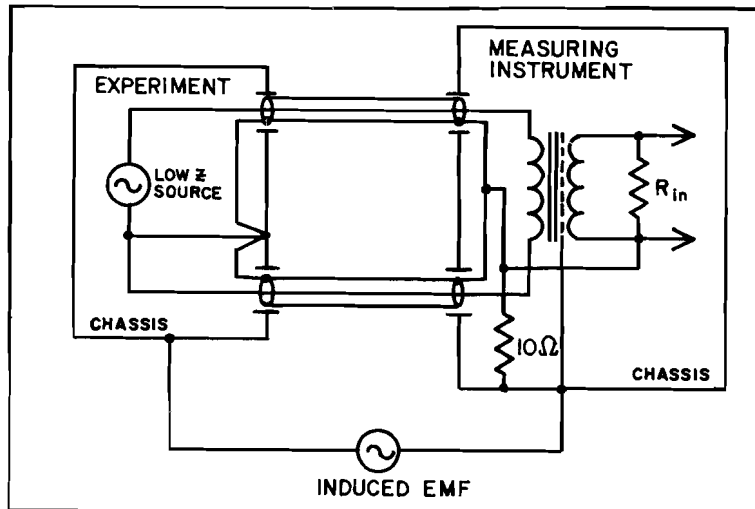 EXPERIMENT
MEASURING
INSTRUMENT
LOW Z
SOURCE
R in
10Ω
CHASSIS
CHASSIS
INDUCED EMF